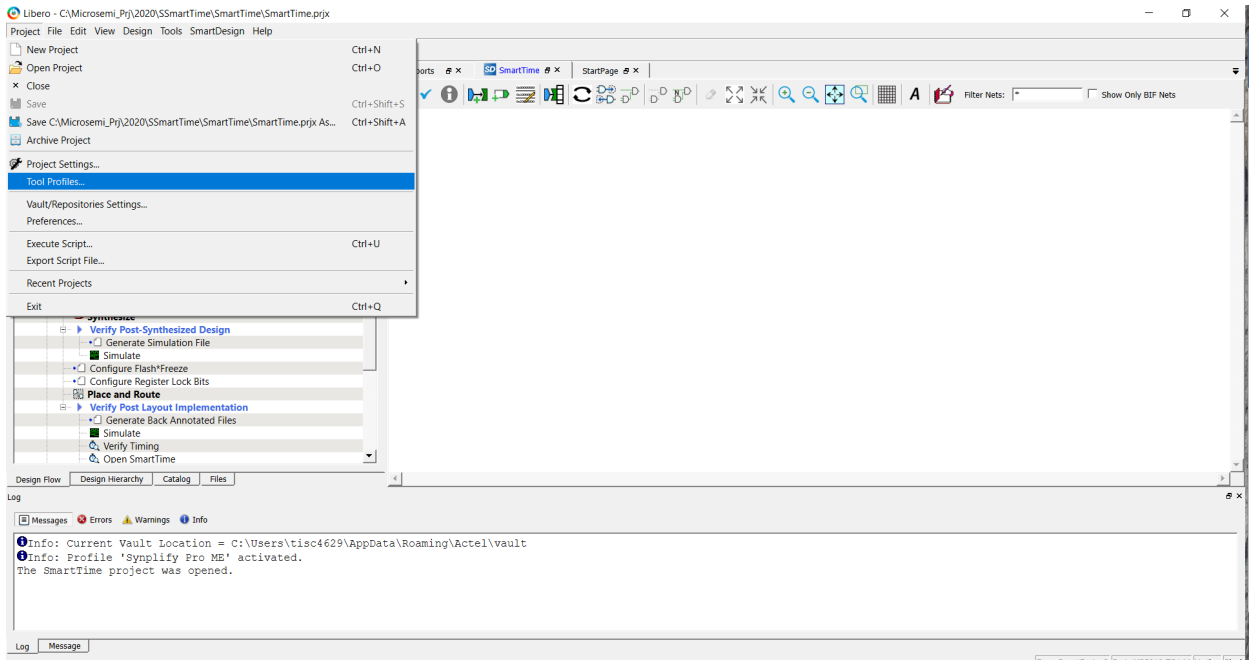 Libero - C:\Microsemi_Prj\2020\SSmartTime\SmartTime\SmartTime.prjx
Project File Edit View Design Tools SmartDesign Help
New Project Ctrl+N
Open Project Ctrl+O
Close
Save Ctrl+Shift+S
Save C:\Microsemi_Prj\2020\SSmartTime\SmartTime\SmartTime.prjx As... Ctrl+Shift+A
Archive Project
Project Settings...
Tool Profiles...
Vault/Repositories Settings...
Preferences...
Execute Script... Ctrl+U
Export Script File...
Recent Projects
Exit Ctrl+Q
orts SmartTime StartPage
Filter Nets: * Show Only BIF Nets
Synthesize
Verify Post-Synthesized Design
Generate Simulation File
Simulate
Configure Flash*Freeze
Configure Register Lock Bits
Place and Route
Verify Post Layout Implementation
Generate Back Annotated Files
Simulate
Verify Timing
Open SmartTime
Design Flow Design Hierarchy Catalog Files
Log
Messages Errors Warnings Info
Info: Current Vault Location = C:\Users\tisc4629\AppData\Roaming\Actel\vault
Info: Profile 'Synplify Pro ME' activated.
The SmartTime project was opened.
Log Message